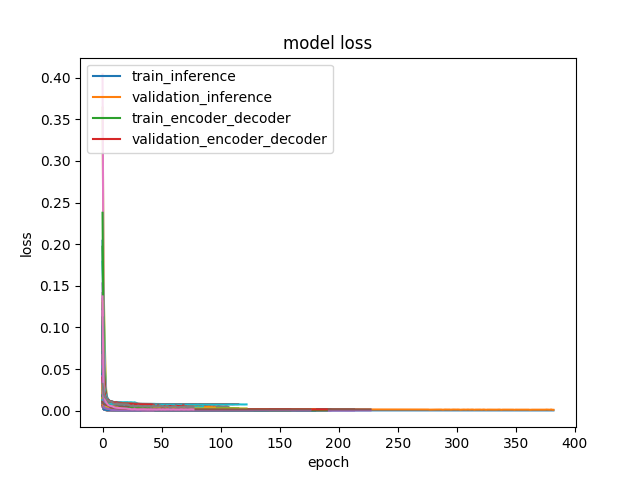 model loss
train_inference
validation_inference
train_encoder_decoder
validation_encoder_decoder
0.40
0.35
0.30
0.25
0.20
0.15
0.10
0.05
0.00
loss
0 50 100 150 200 250 300 350 400
epoch